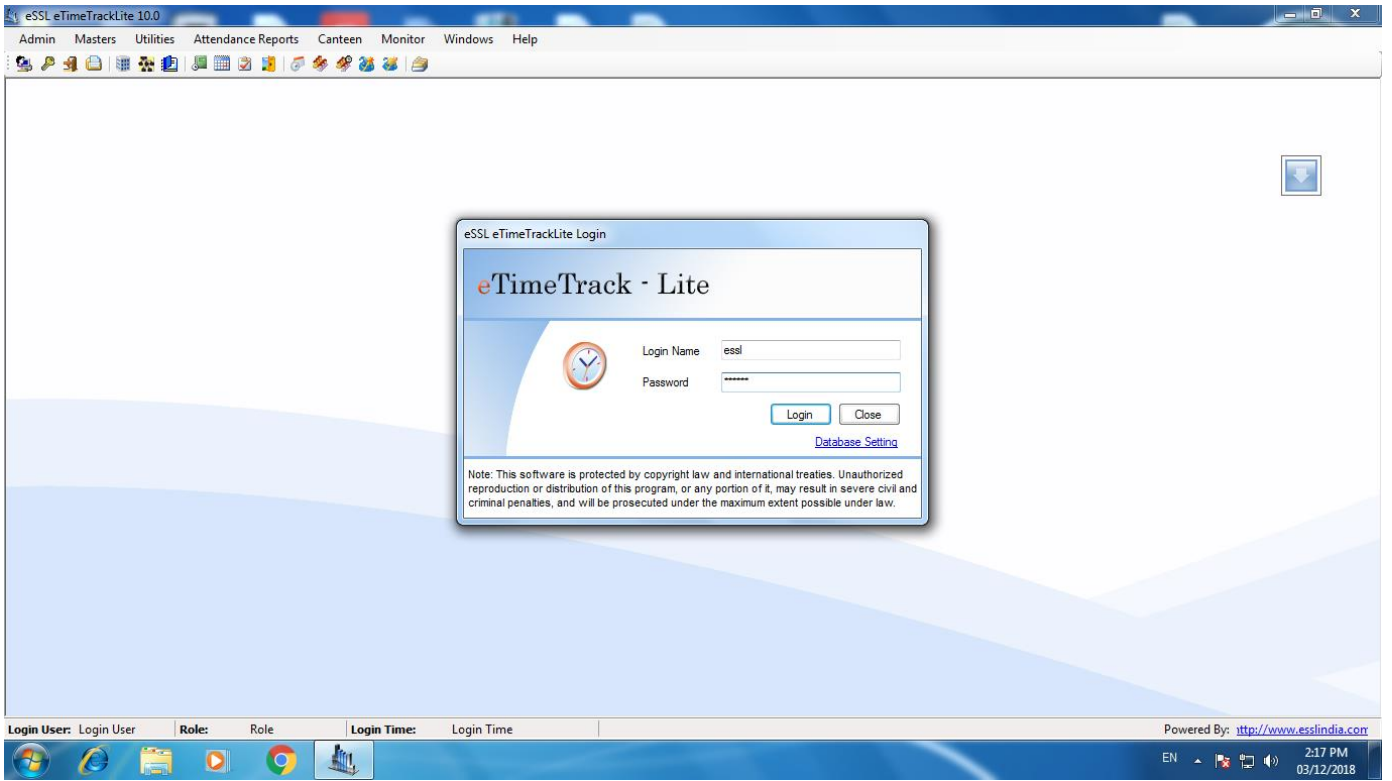 eSSL eTimeTrackLite 10.0
Admin Masters Utilities Attendance Reports Canteen Monitor Windows Help
eSSL eTimeTrackLite Login
eTimeTrack - Lite
Login Name essl
Password ••••••
Login Close
Database Setting
Note: This software is protected by copyright law and international treaties. Unauthorized
reproduction or distribution of this program, or any portion of it, may result in severe civil and
criminal penalties, and will be prosecuted under the maximum extent possible under law.
Login User: Login User Role: Role Login Time: Login Time Powered By: http://www.esslindia.com
EN 2:17 PM
03/12/2018